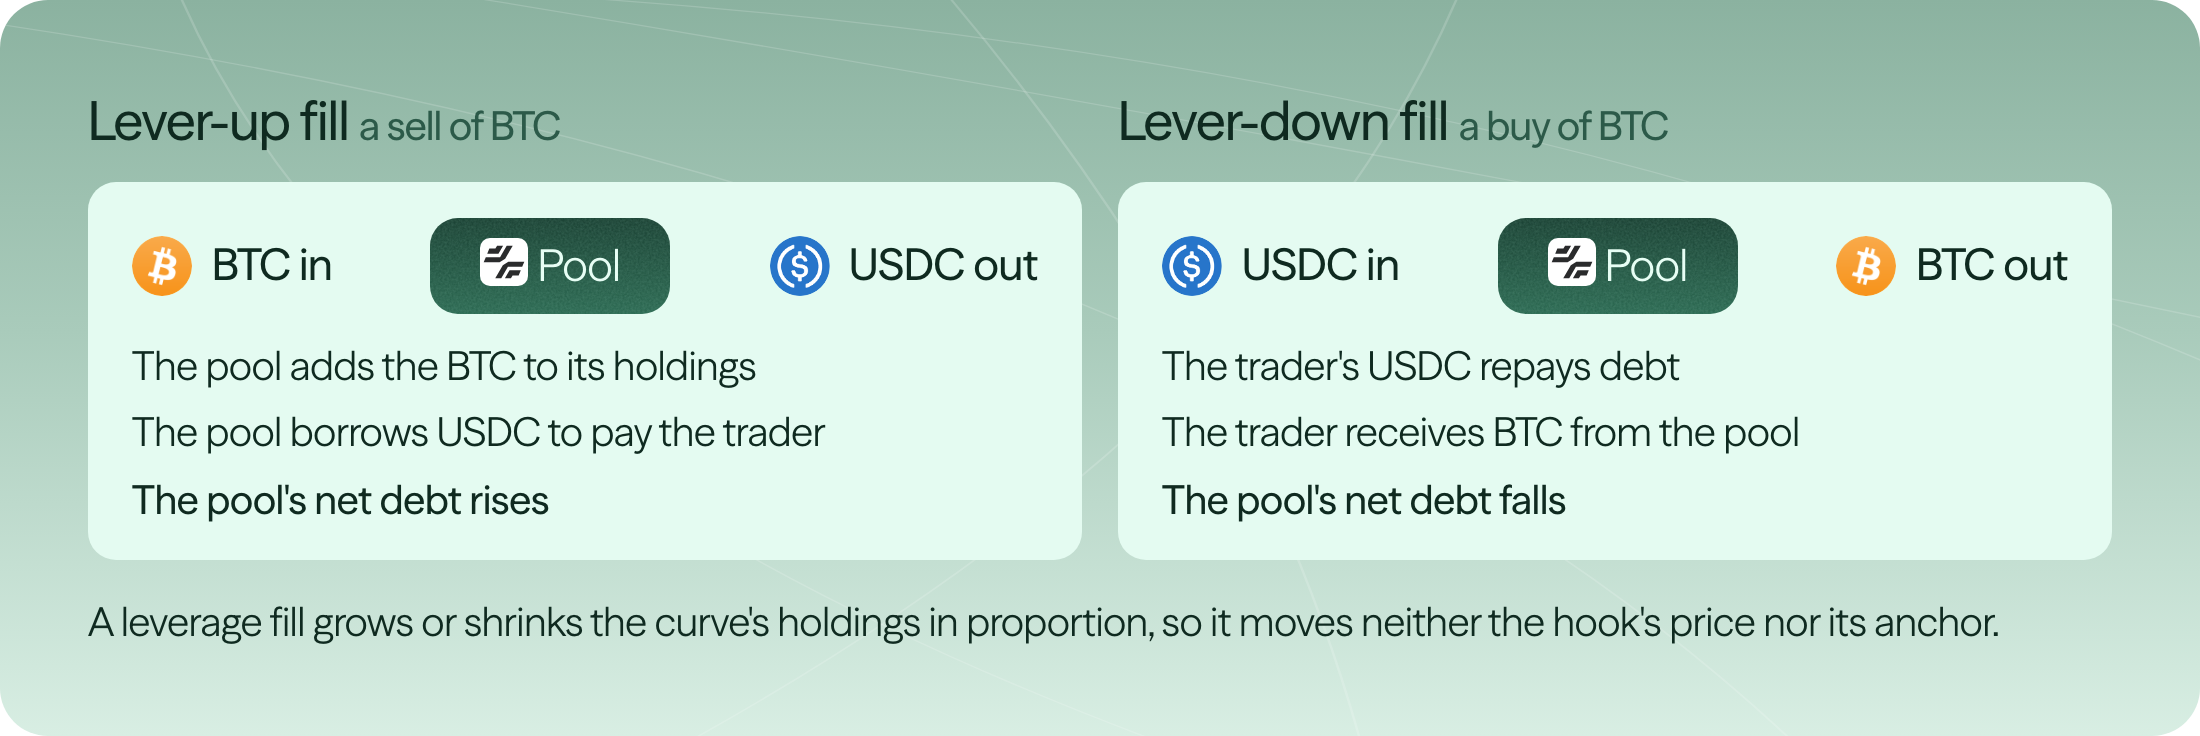 Lever-up fill a sell of BTC
BTC in
Pool
USDC out
The pool adds the BTC to its holdings
The pool borrows USDC to pay the trader
The pool's net debt rises
Lever-down fill a buy of BTC
USDC in
Pool
BTC out
The trader's USDC repays debt
The trader receives BTC from the pool
The pool's net debt falls
A leverage fill grows or shrinks the curve's holdings in proportion, so it moves neither the hook's price nor its anchor.